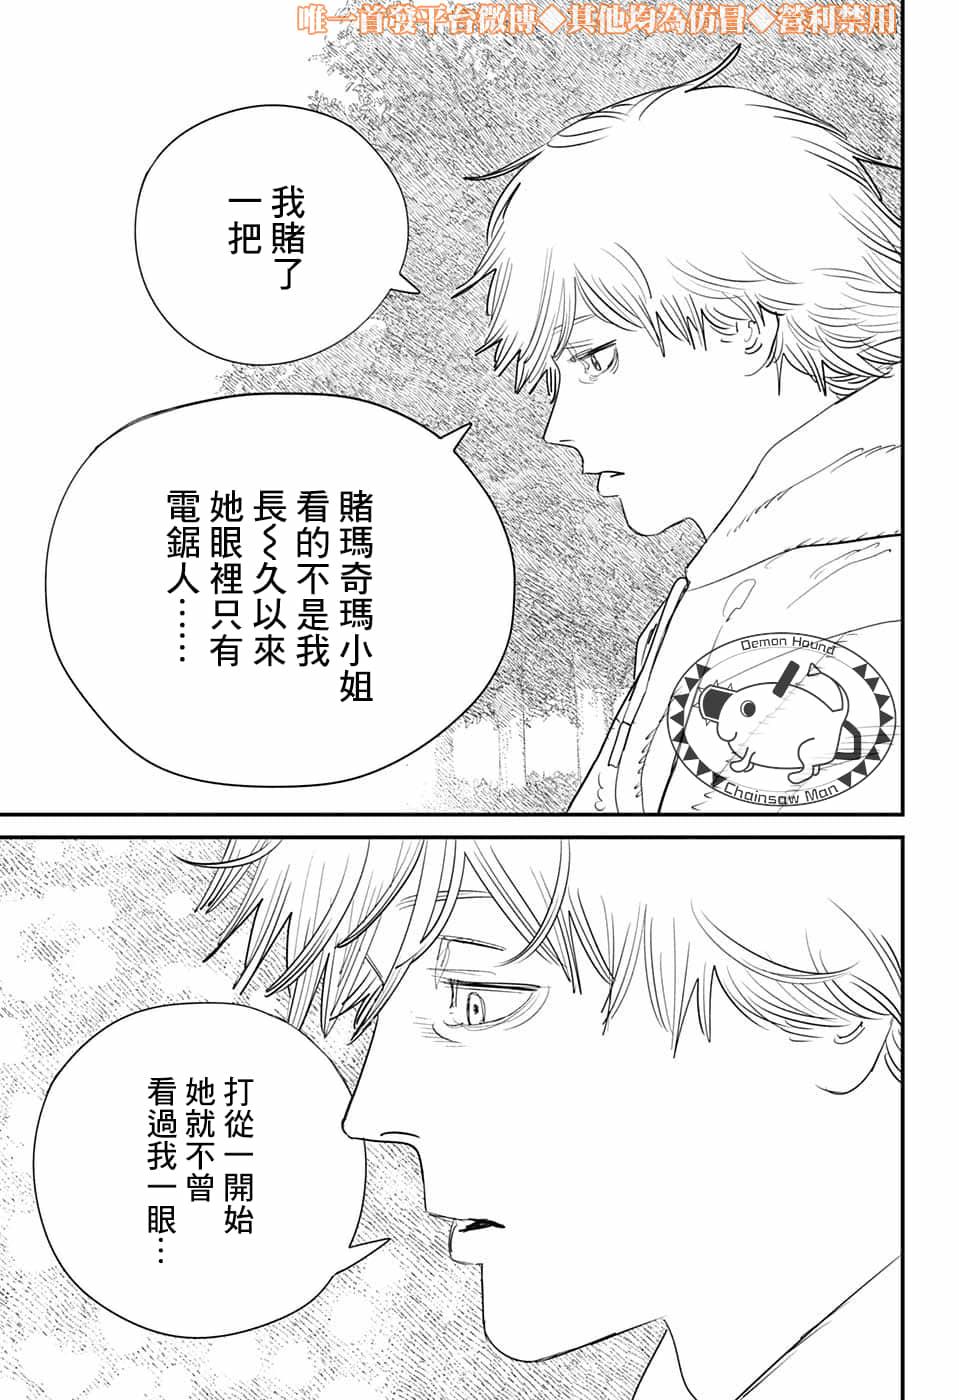 唯一首發平台微博◆其他均為仿冒◆營利禁用
我賭了
一把
賭瑪奇瑪小姐
看的不是我
長～久以來
她眼裡只有
電鋸人……
Demon Hound
Chainsaw Man
打從一開始
她就不曾
看過我一眼…